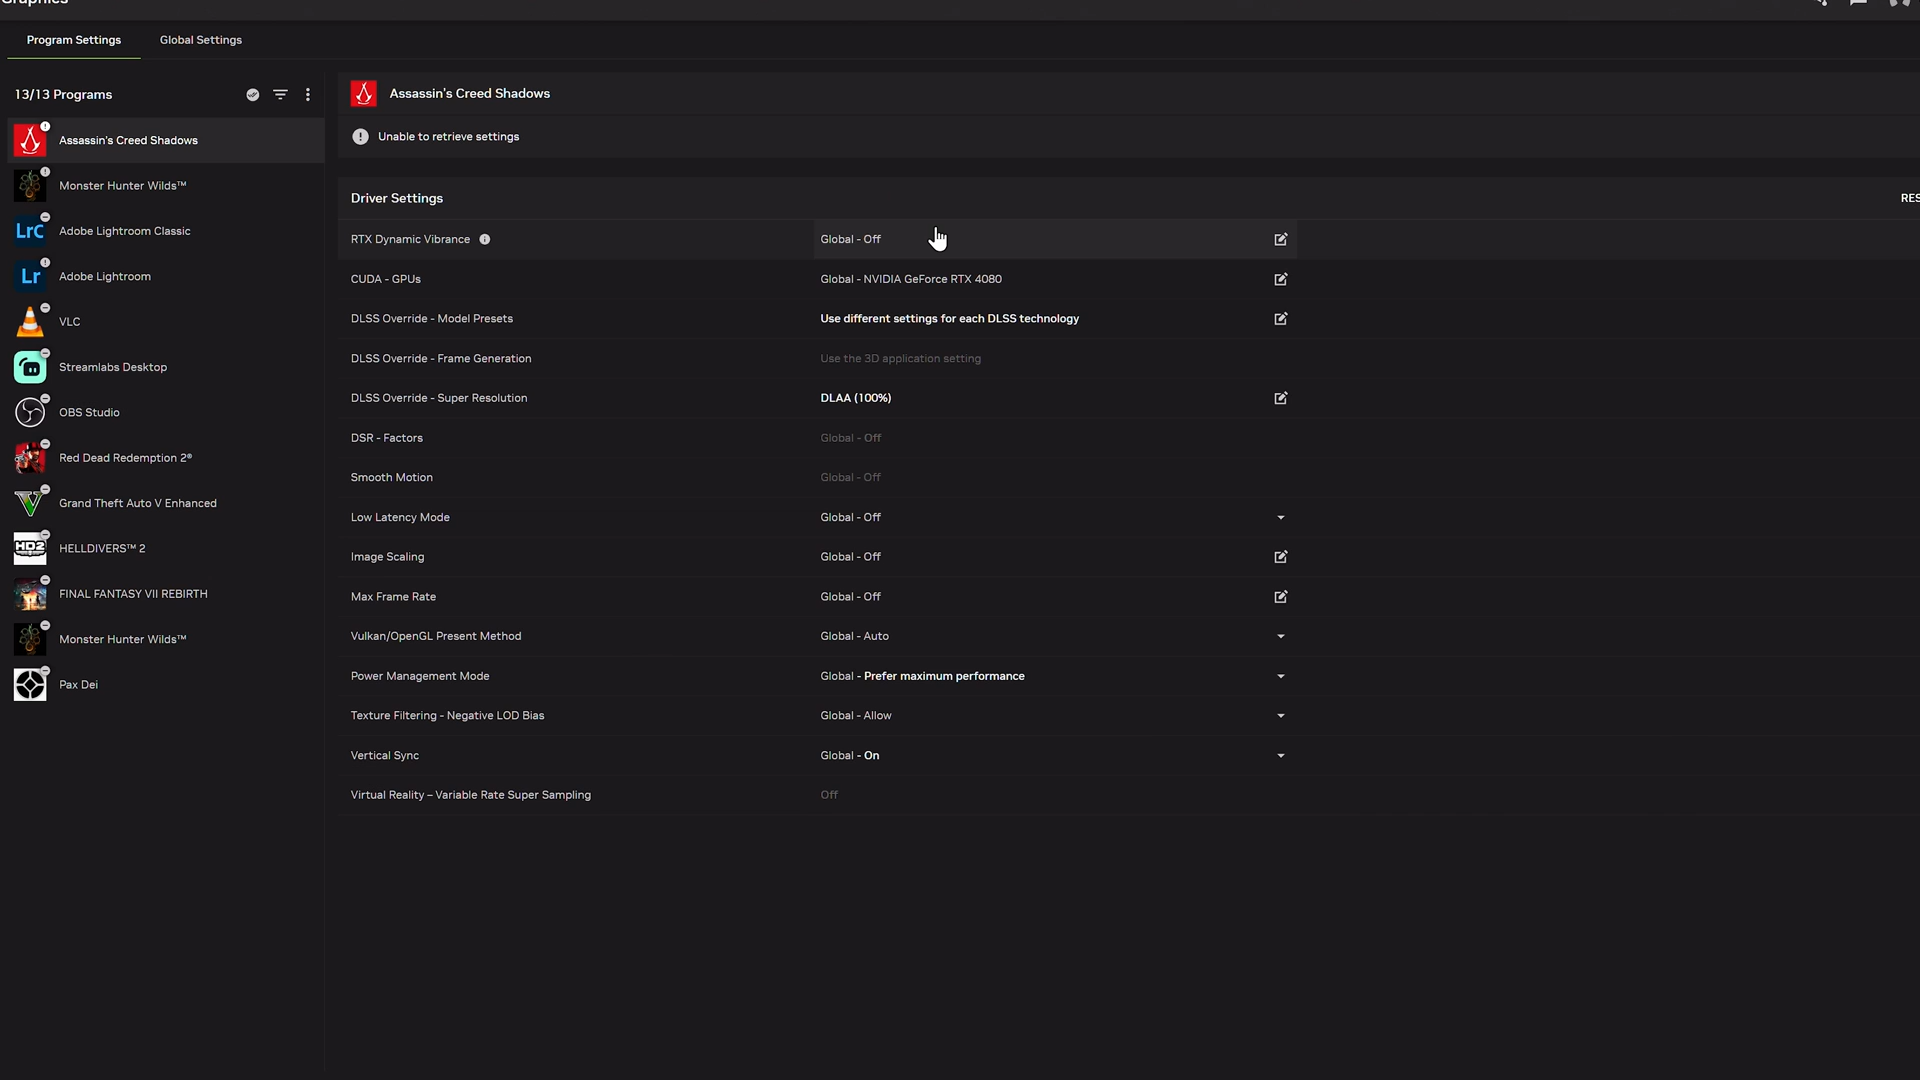 Graphics
Program Settings
Global Settings
13/13 Programs
Assassin's Creed Shadows
Monster Hunter Wilds™
LrC Adobe Lightroom Classic
Lr Adobe Lightroom
VLC
Streamlabs Desktop
OBS Studio
Red Dead Redemption 2®
Grand Theft Auto V Enhanced
HD2 HELLDIVERS™ 2
FINAL FANTASY VII REBIRTH
Monster Hunter Wilds™
Pax Dei
Assassin's Creed Shadows
Unable to retrieve settings
Driver Settings
RES
RTX Dynamic Vibrance Global - Off
CUDA - GPUs Global - NVIDIA GeForce RTX 4080
DLSS Override - Model Presets Use different settings for each DLSS technology
DLSS Override - Frame Generation Use the 3D application setting
DLSS Override - Super Resolution DLAA (100%)
DSR - Factors Global - Off
Smooth Motion Global - Off
Low Latency Mode Global - Off
Image Scaling Global - Off
Max Frame Rate Global - Off
Vulkan/OpenGL Present Method Global - Auto
Power Management Mode Global - Prefer maximum performance
Texture Filtering - Negative LOD Bias Global - Allow
Vertical Sync Global - On
Virtual Reality – Variable Rate Super Sampling Off